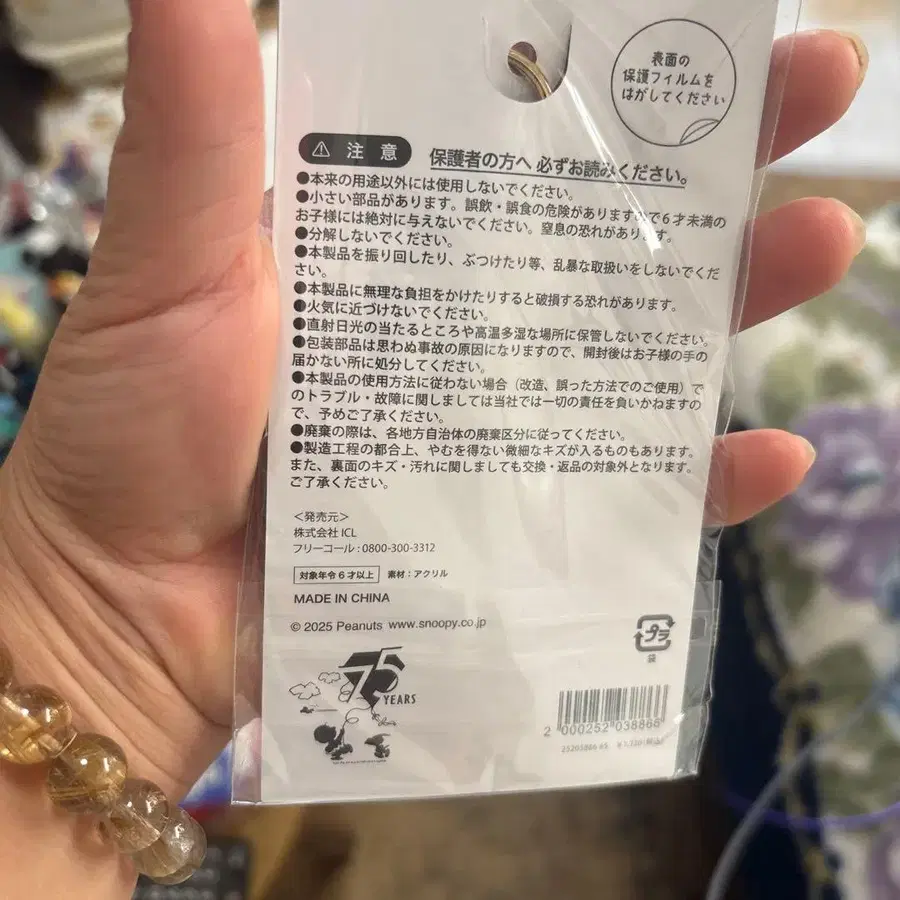 表面の
保護フィルムを
はがしてください
注 意
保護者の方へ 必ずお読みください。
●本来の用途以外には使用しないでください。
●小さい部品があります。誤飲・誤食の危険がありますので6才未満の
お子様には絶対に与えないでください。窒息の恐れがあります。
●分解しないでください。
●本製品を振り回したり、ぶつけたり等、乱暴な取扱いをしないでくだ
さい。
●本製品に無理な負担をかけたりすると破損する恐れがあります。
●火気に近づけないでください。
●直射日光の当たるところや高温多湿な場所に保管しないでください。
●包装部品は思わぬ事故の原因になりますので、開封後はお子様の手の
届かない所に処分してください。
●本製品の使用方法に従わない場合（改造、誤った方法でのご使用）で
のトラブル・故障に関しましては当社では一切の責任を負いかねますの
で、予めご了承ください。
●廃棄の際は、各地方自治体の廃棄区分に従ってください。
●製造工程の都合上、やむを得ない微細なキズが入るものもあります。
また、裏面のキズ・汚れに関しましても交換・返品の対象外となります。
ご了承ください。
＜発売元＞
株式会社 ICL
フリーコール：0800-300-3312
対象年令6才以上 素材：アクリル
MADE IN CHINA
© 2025 Peanuts www.snoopy.co.jp
プラ
袋
75
YEARS
2 000252 038866